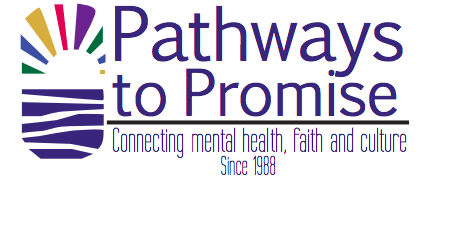 Pathways
to Promise
Connecting mental health, faith and culture
Since 1988